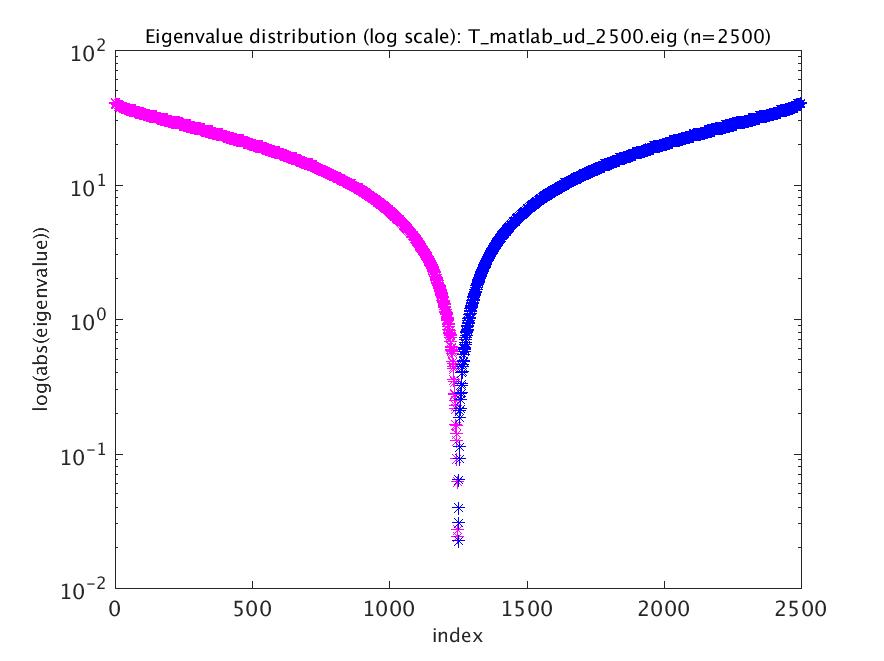 Eigenvalue distribution (log scale): T_matlab_ud_2500.eig (n=2500)
10^2
10^1
10^0
10^-1
10^-2
log(abs(eigenvalue))
0 500 1000 1500 2000 2500
index